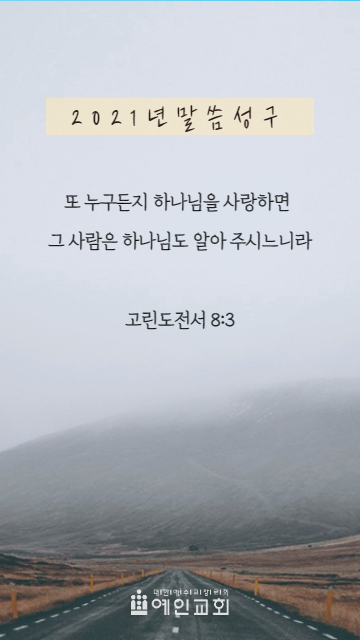 2021년말씀성구
또 누구든지 하나님을 사랑하면
그 사람은 하나님도 알아 주시느니라
고린도전서 8:3
예인교회